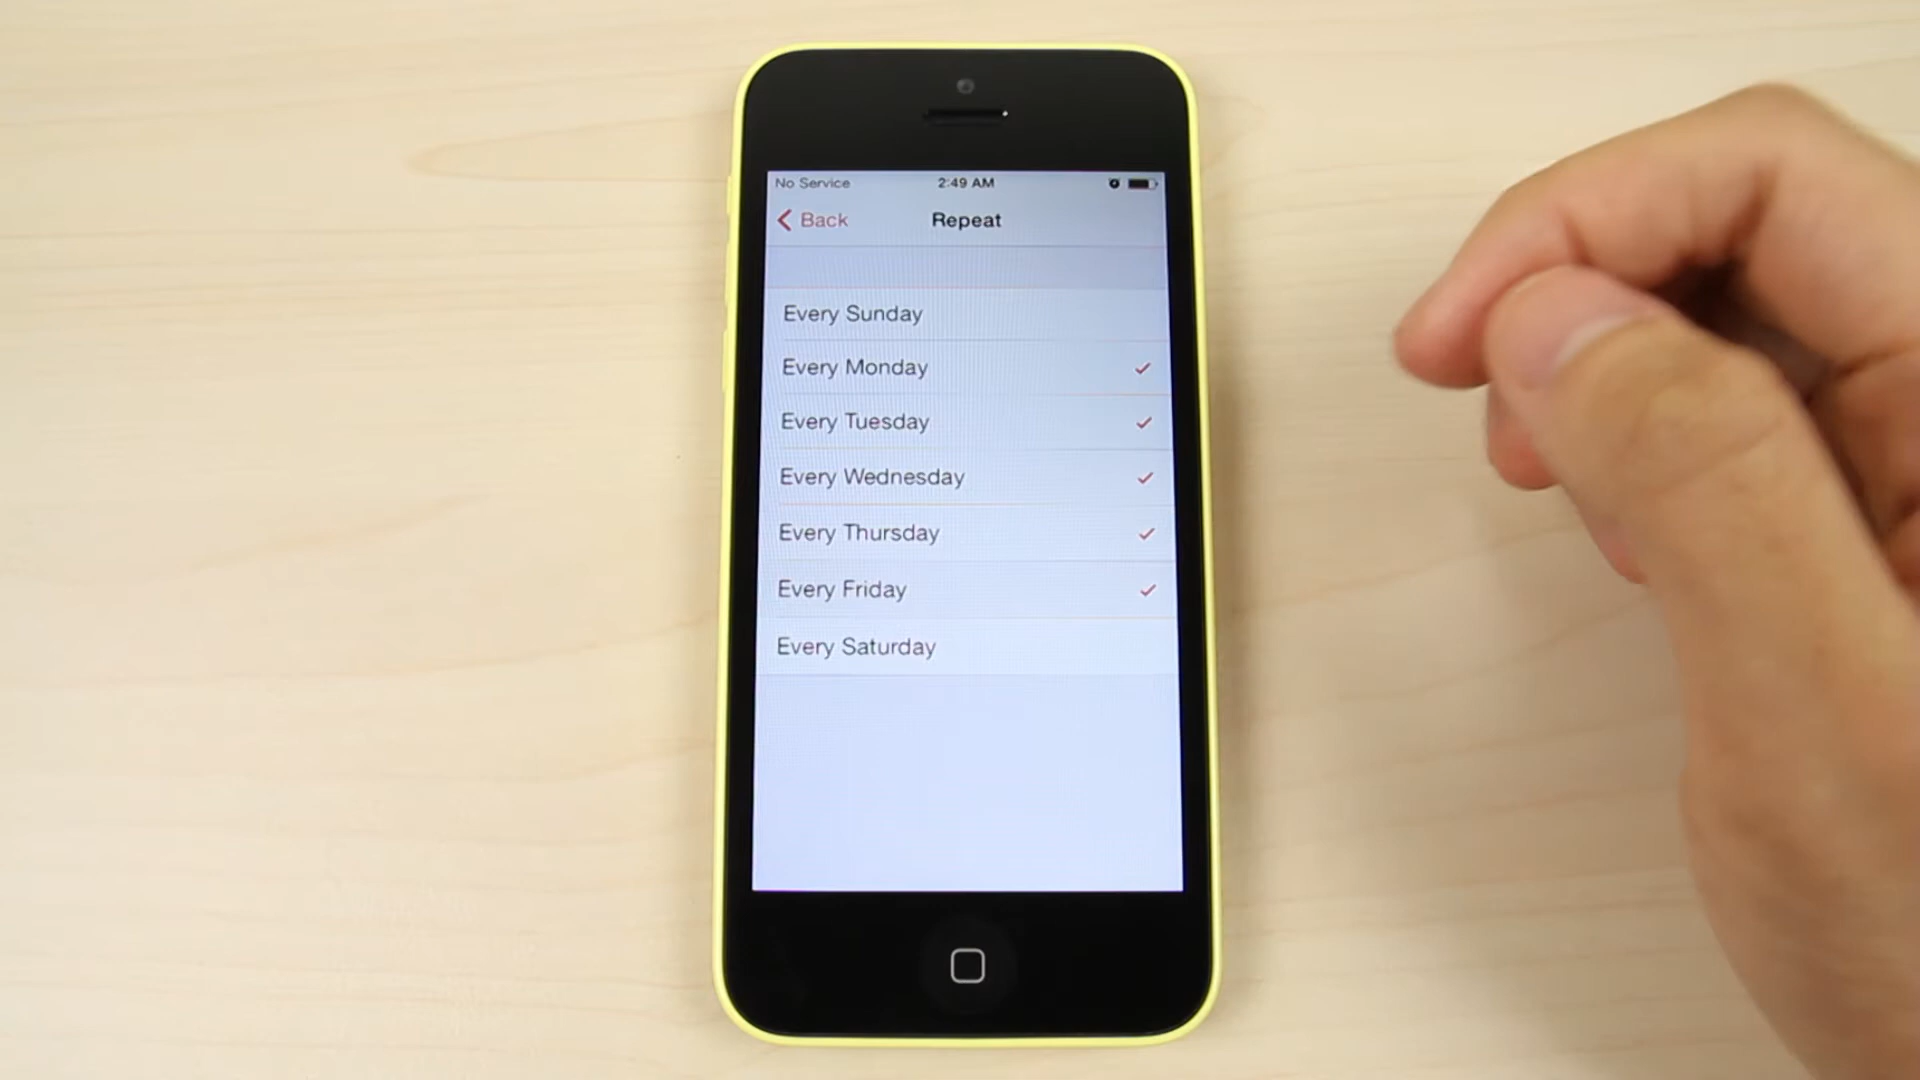 No Service 2:49 AM
Back Repeat
Every Sunday
Every Monday
Every Tuesday
Every Wednesday
Every Thursday
Every Friday
Every Saturday